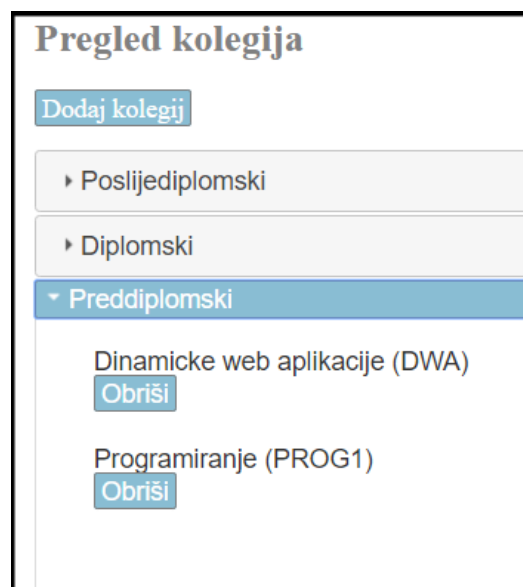 Pregled kolegija
Dodaj kolegij
Poslijediplomski
Diplomski
Preddiplomski
Dinamicke web aplikacije (DWA)
Obriši
Programiranje (PROG1)
Obriši